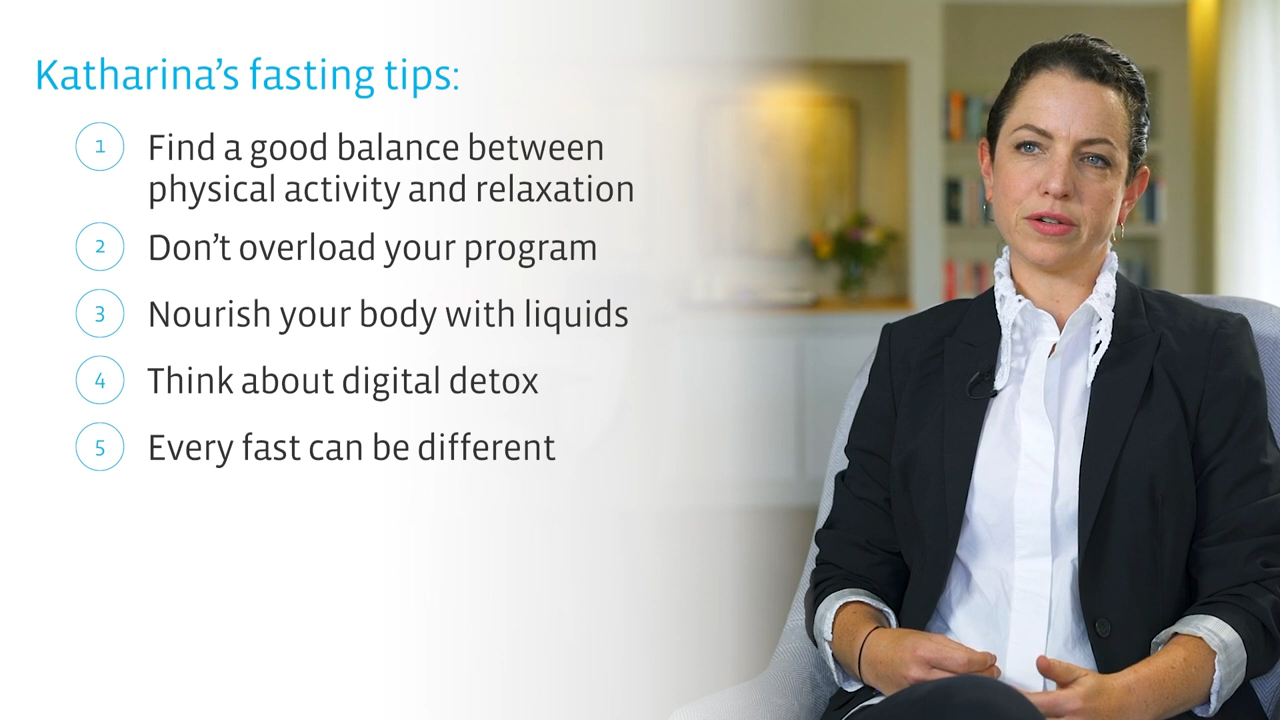 Katharina’s fasting tips:
1 Find a good balance between
physical activity and relaxation
2 Don’t overload your program
3 Nourish your body with liquids
4 Think about digital detox
5 Every fast can be different